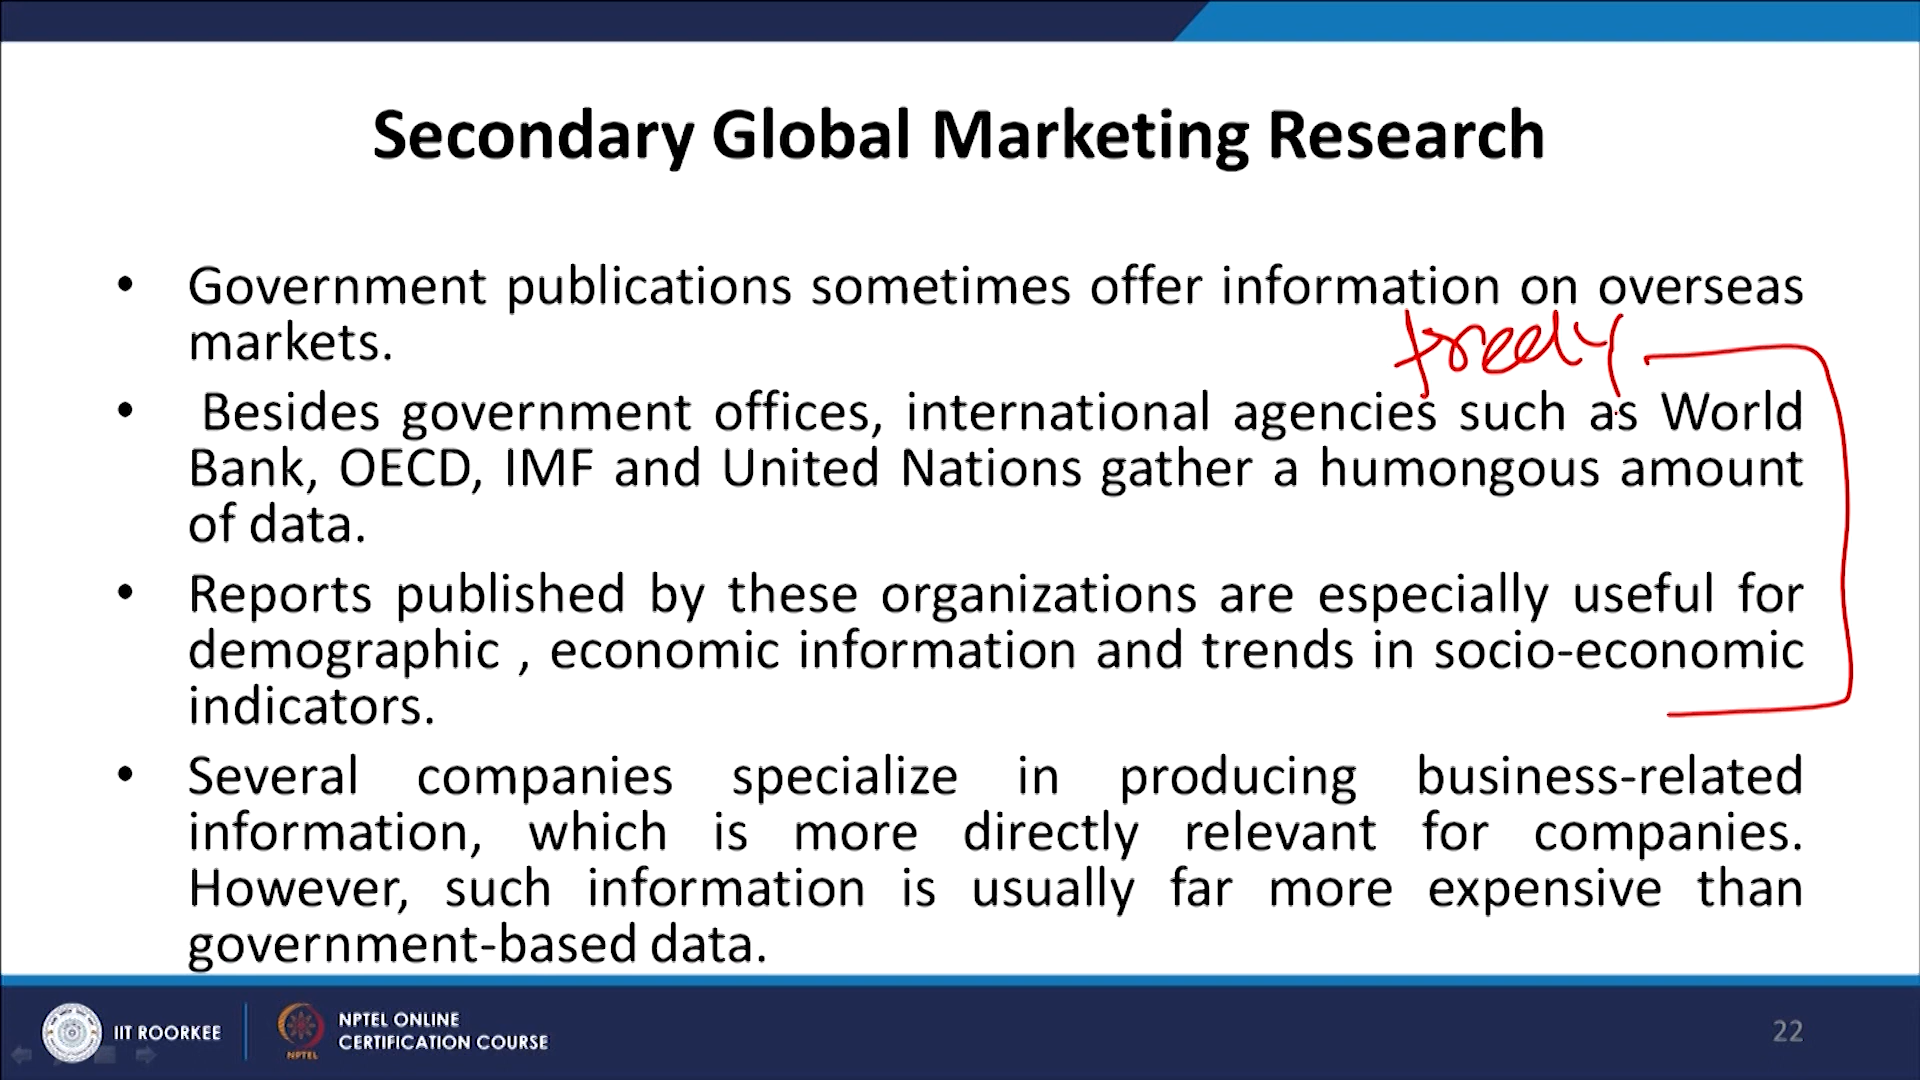 Secondary Global Marketing Research
• Government publications sometimes offer information on overseas
markets.
freely
• Besides government offices, international agencies such as World
Bank, OECD, IMF and United Nations gather a humongous amount
of data.
• Reports published by these organizations are especially useful for
demographic , economic information and trends in socio-economic
indicators.
• Several companies specialize in producing business-related
information, which is more directly relevant for companies.
However, such information is usually far more expensive than
government-based data.
IIT ROORKEE
NPTEL
NPTEL ONLINE
CERTIFICATION COURSE
22